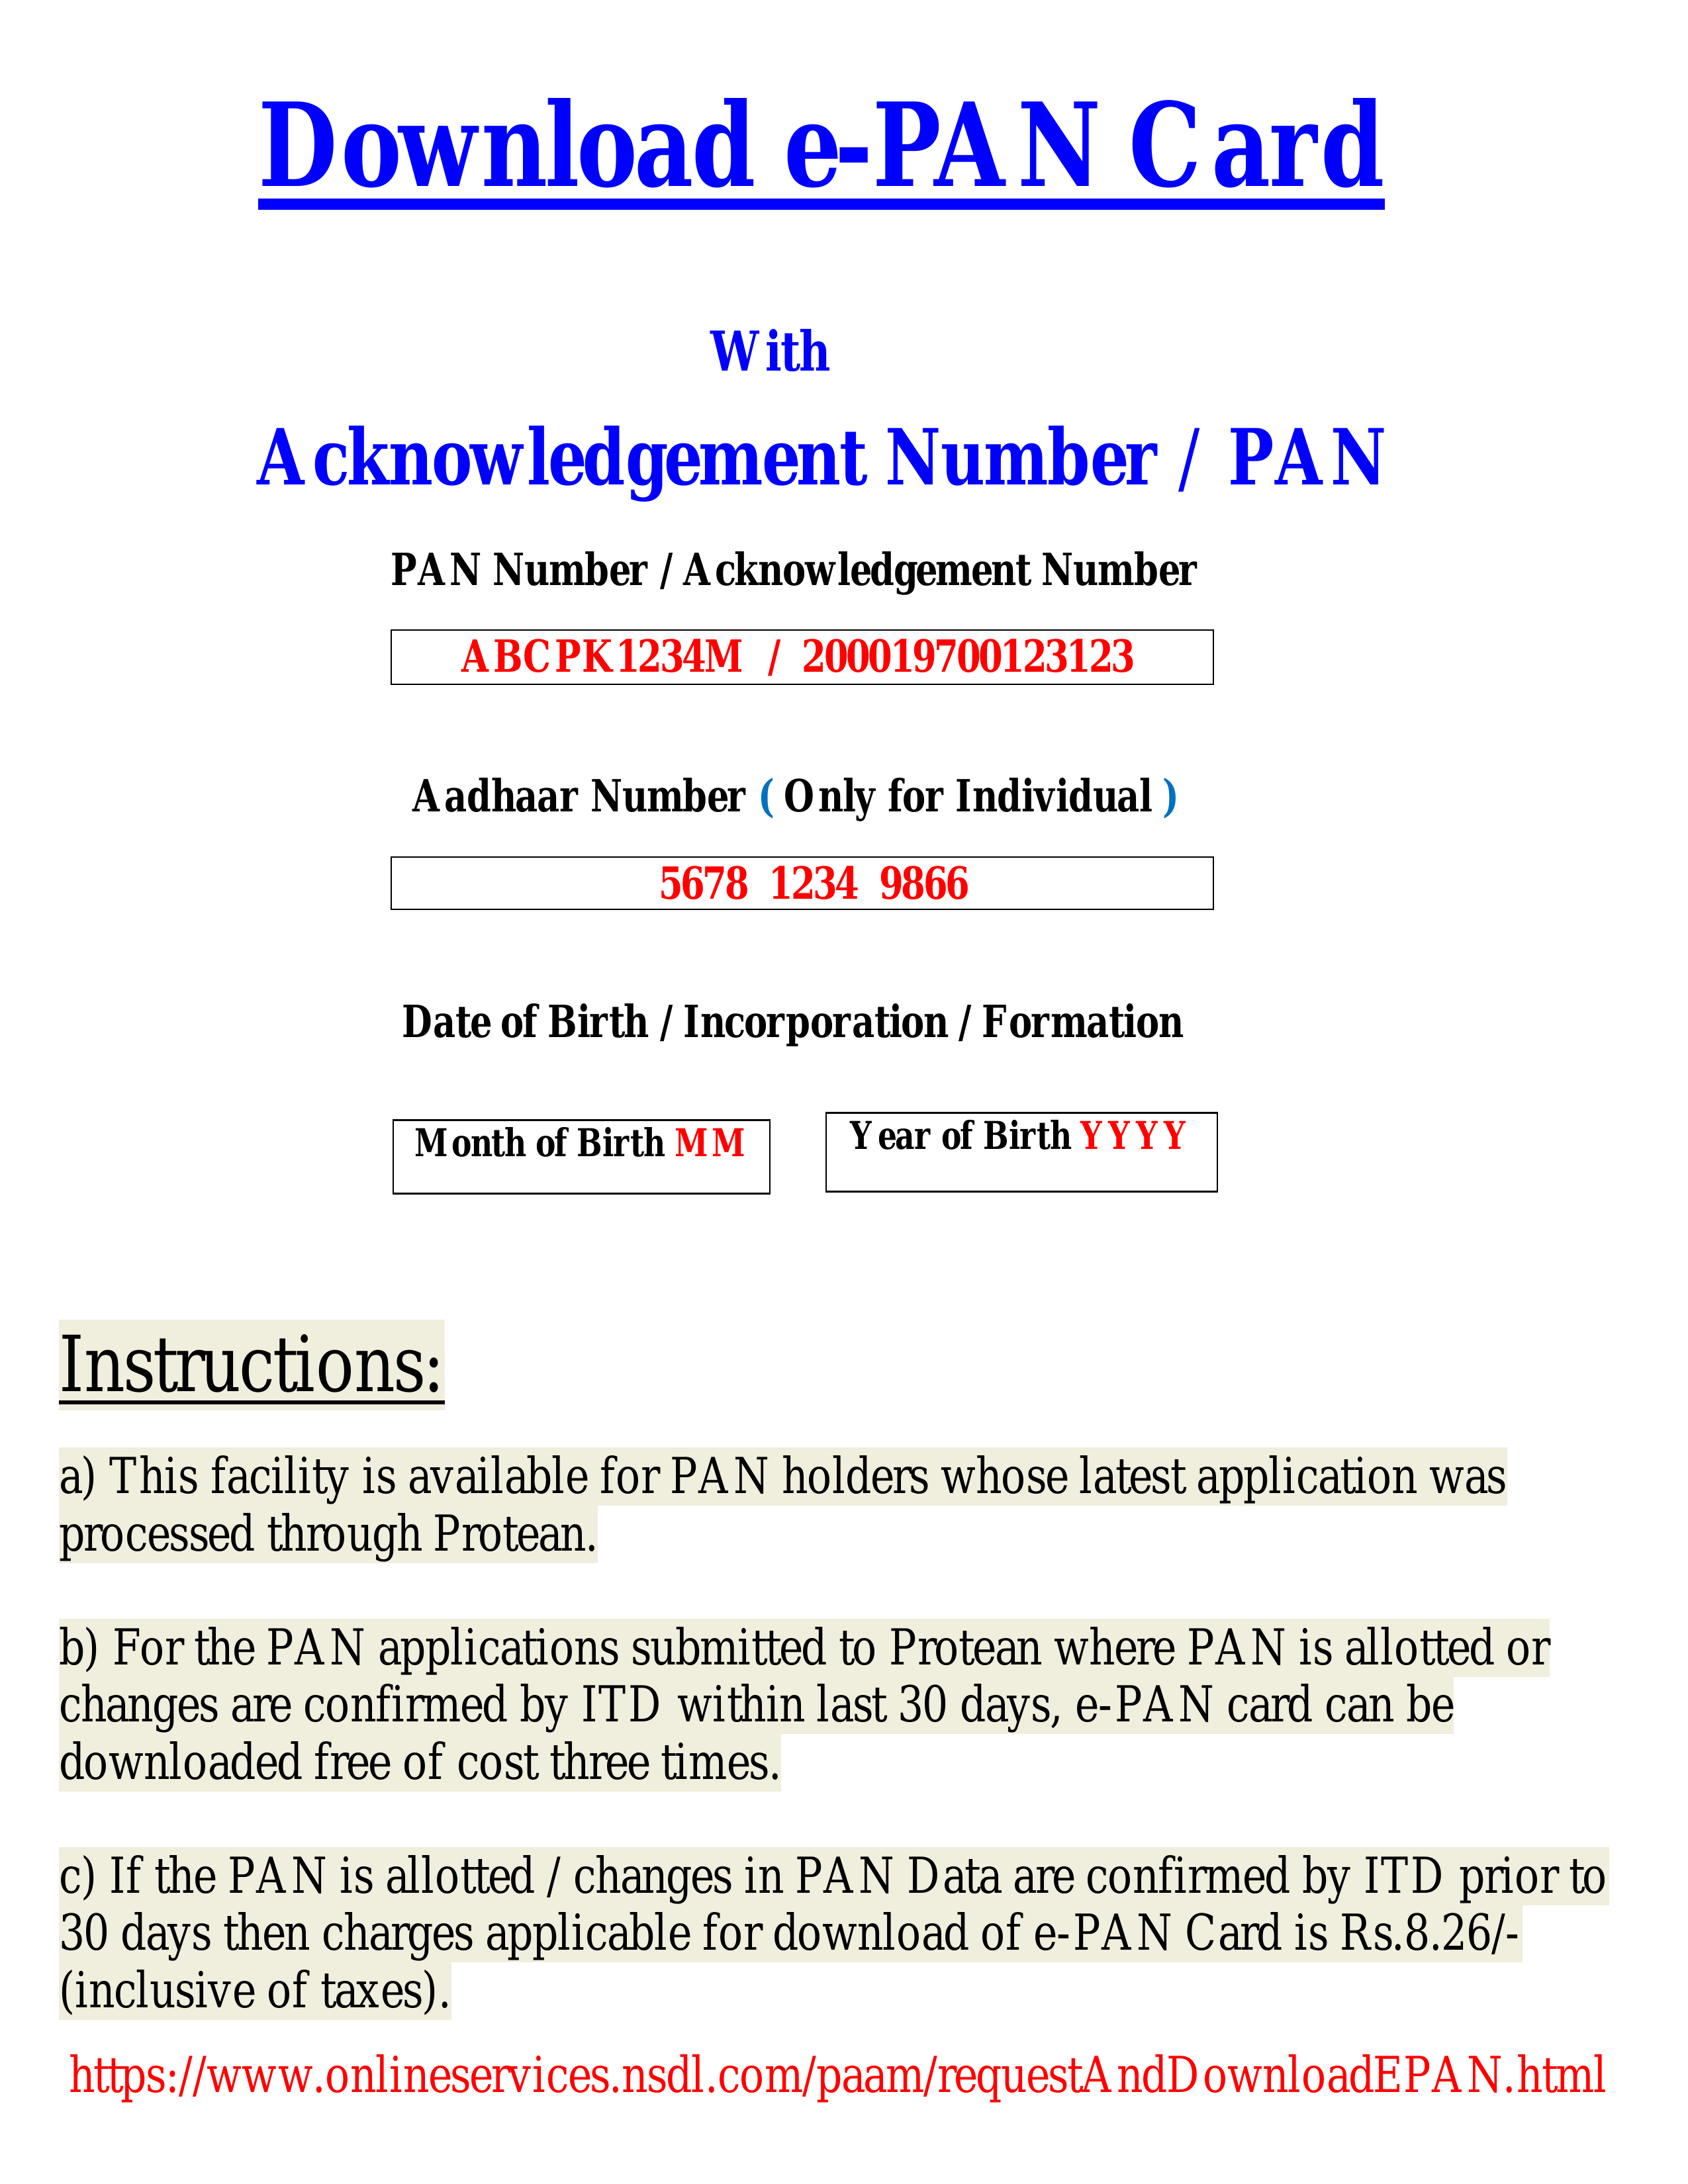 Download e-PAN Card
With
Acknowledgement Number / PAN
PAN Number / Acknowledgement Number
ABCPK1234M / 200019700123123
Aadhaar Number ( Only for Individual )
5678 1234 9866
Date of Birth / Incorporation / Formation
Month of Birth MM
Year of Birth YYYY
Instructions:
a) This facility is available for PAN holders whose latest application was
processed through Protean.
b) For the PAN applications submitted to Protean where PAN is allotted or
changes are confirmed by ITD within last 30 days, e-PAN card can be
downloaded free of cost three times.
c) If the PAN is allotted / changes in PAN Data are confirmed by ITD prior to
30 days then charges applicable for download of e-PAN Card is Rs.8.26/-
(inclusive of taxes).
https://www.onlineservices.nsdl.com/paam/requestAndDownloadEPAN.html